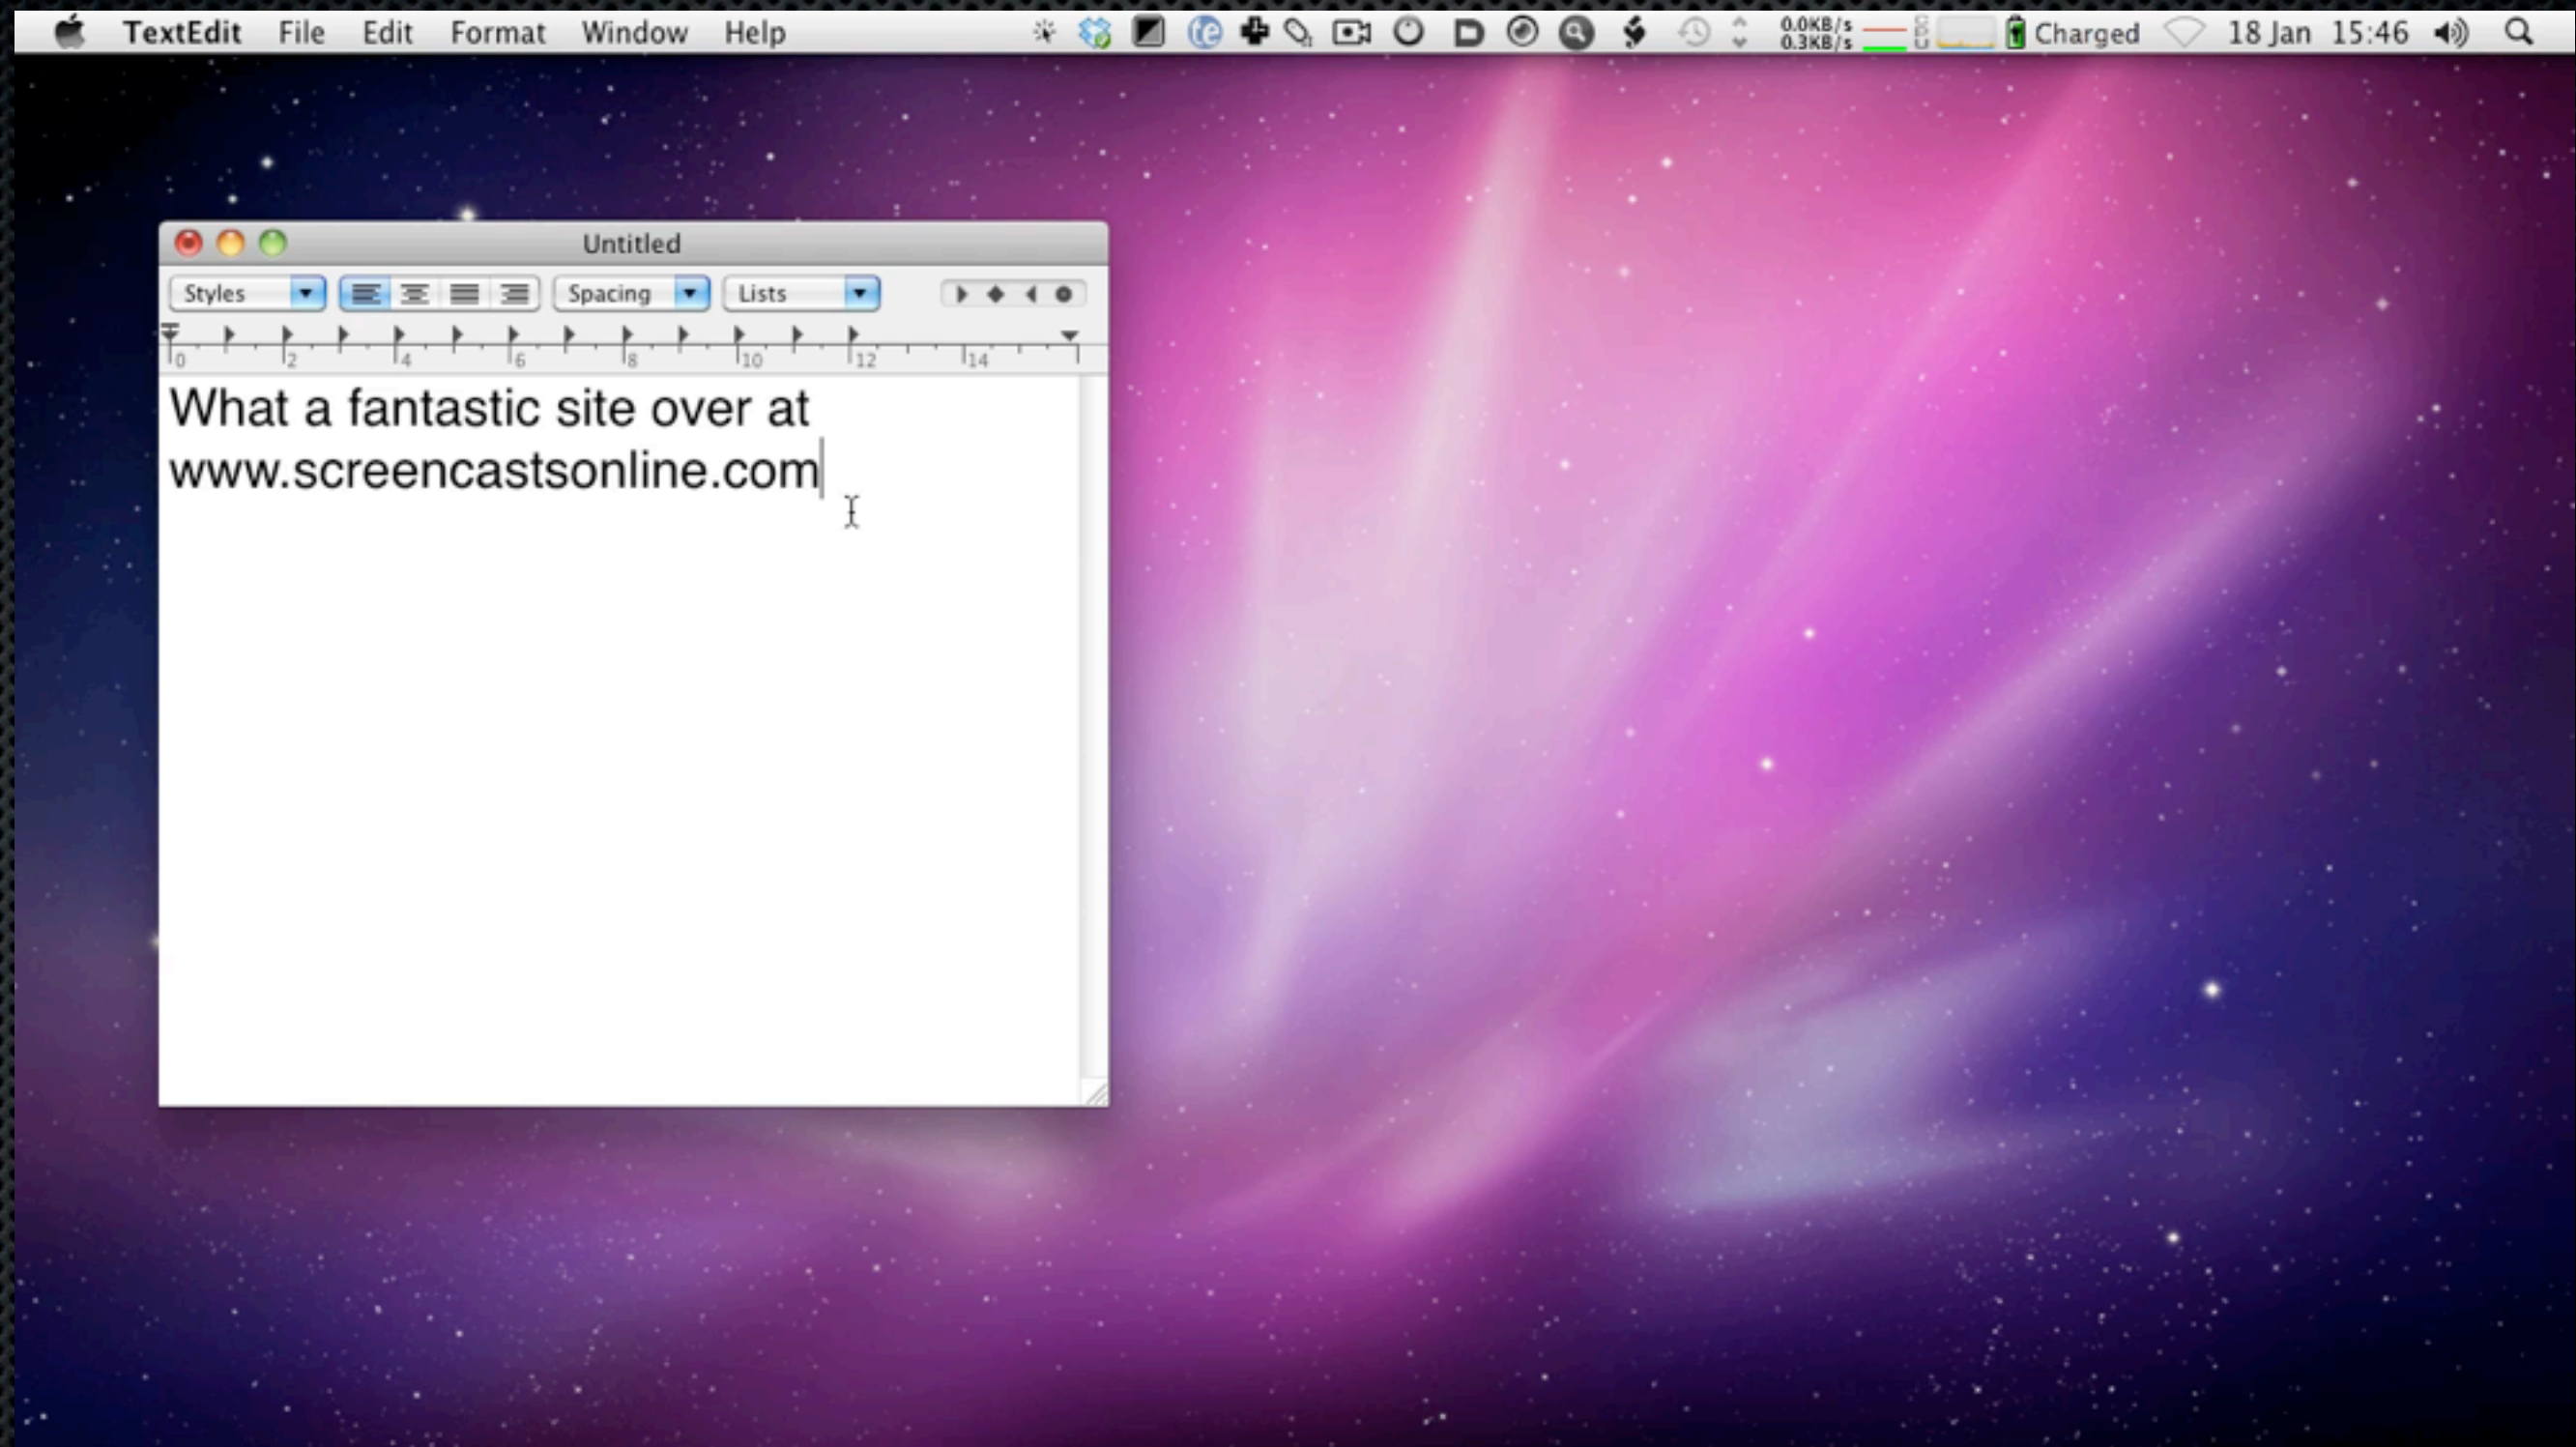 TextEdit File Edit Format Window Help 0.0KB/s 0.3KB/s CPU Charged 18 Jan 15:46
Untitled
Styles Spacing Lists
0 2 4 6 8 10 12 14
What a fantastic site over at
www.screencastsonline.com